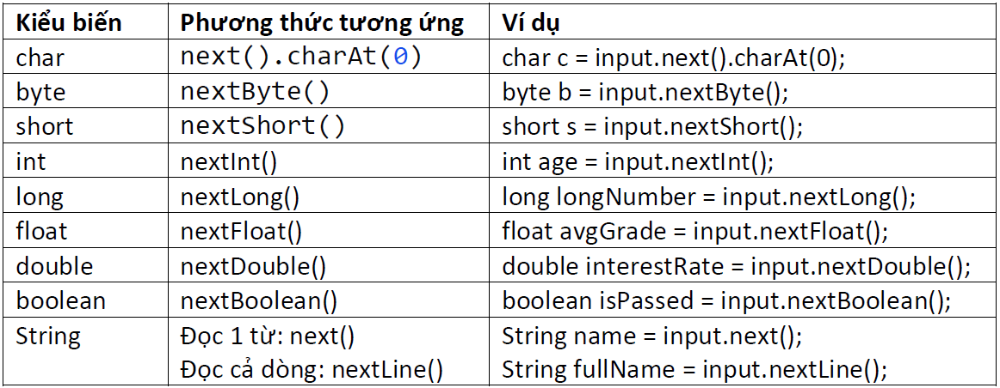 Kiểu biến Phương thức tương ứng Ví dụ
char next().charAt(0) char c = input.next().charAt(0);
byte nextByte() byte b = input.nextByte();
short nextShort() short s = input.nextShort();
int nextInt() int age = input.nextInt();
long nextLong() long longNumber = input.nextLong();
float nextFloat() float avgGrade = input.nextFloat();
double nextDouble() double interestRate = input.nextDouble();
boolean nextBoolean() boolean isPassed = input.nextBoolean();
String Đọc 1 từ: next() String name = input.next();
Đọc cả dòng: nextLine() String fullName = input.nextLine();